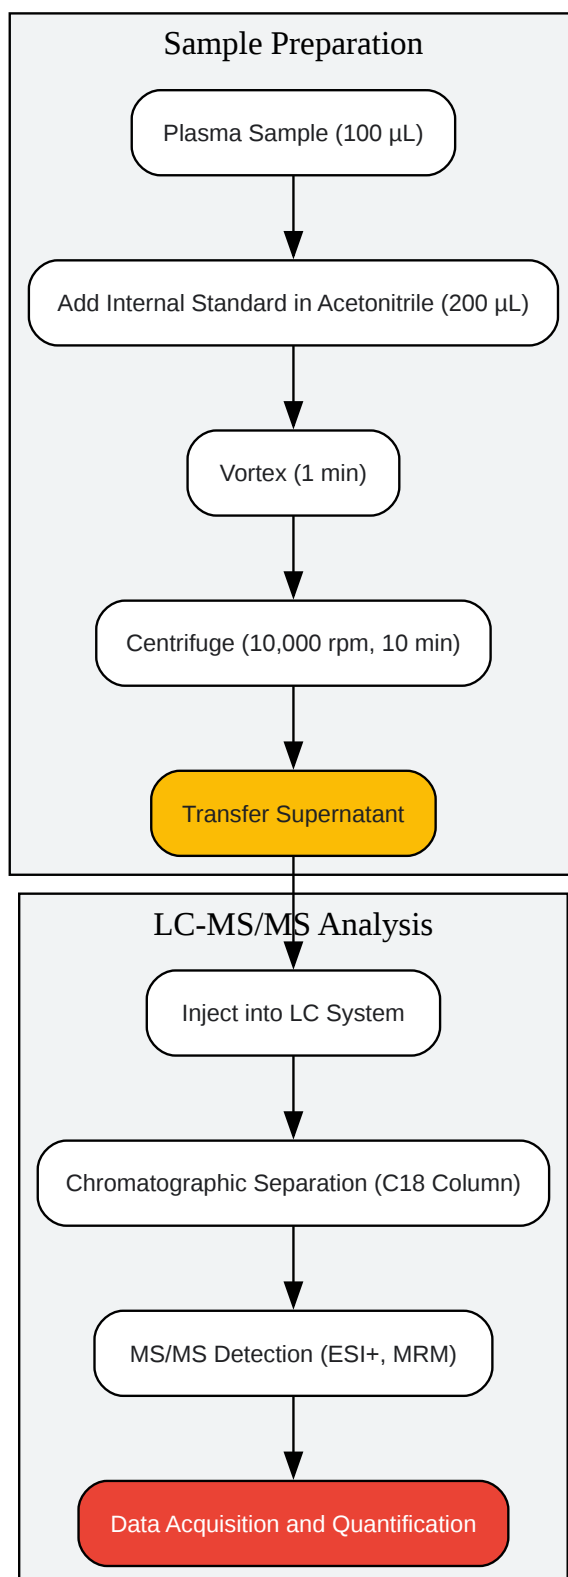 Sample Preparation
Plasma Sample (100 µL)
Add Internal Standard in Acetonitrile (200 µL)
Vortex (1 min)
Centrifuge (10,000 rpm, 10 min)
Transfer Supernatant
LC-MS/MS Analysis
Inject into LC System
Chromatographic Separation (C18 Column)
MS/MS Detection (ESI+, MRM)
Data Acquisition and Quantification